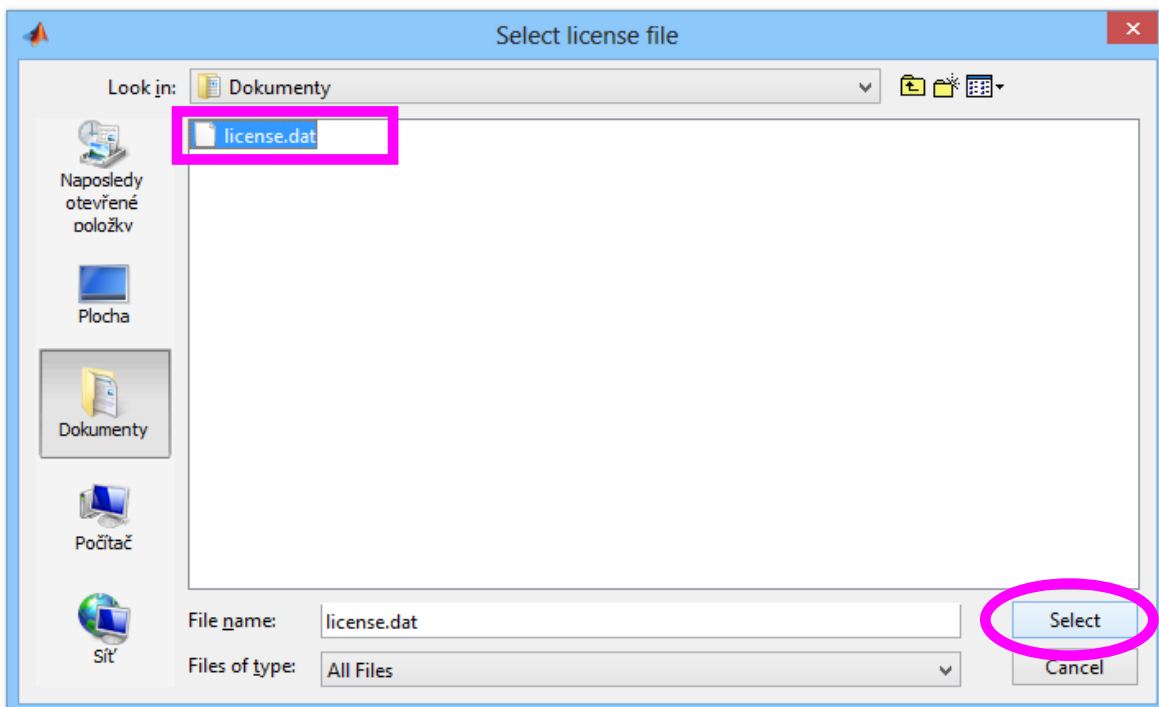 Select license file
Look in:
Dokumenty
license.dat
Naposledy
otevřené
položky
Plocha
Dokumenty
Počítač
Síť
File name:
license.dat
Select
Files of type:
All Files
Cancel